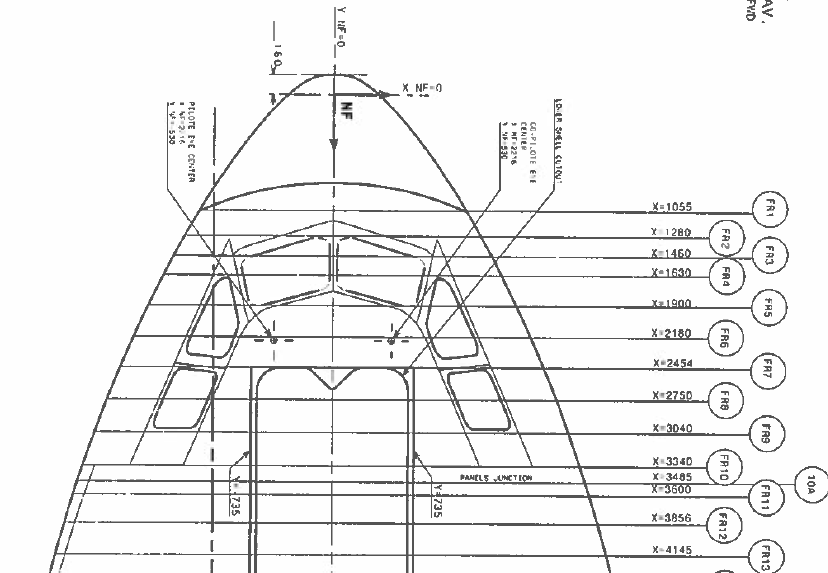 AV.
FWD
Y NF=0
160
X NF=0
NF
PILOTE EYE CENTER
CO-PILOTE EYE
CENTER
LOWER SHELL CUTOUT
X=1055 FR1
X=1280 FR2
X=1460 FR3
X=1630 FR4
X=1900 FR5
X=2180 FR6
X=2454 FR7
X=2750 FR8
X=3040 FR9
X=3340 FR10
PANELS JUNCTION X=3485 10A
X=3600 FR11
X=3856 FR12
X=4145 FR13
Y=-735
Y=735